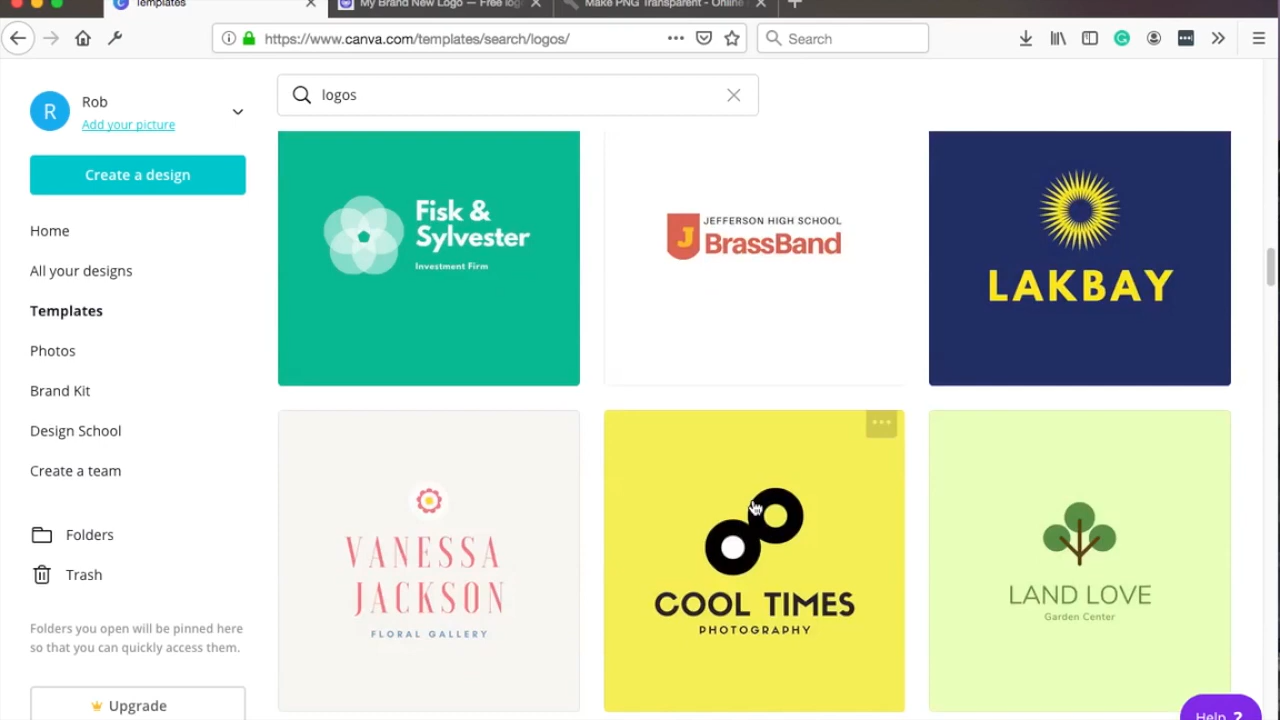 Templates
My Brand New Logo — Free log
Make PNG Transparent - Online
https://www.canva.com/templates/search/logos/
Search
R
Rob
Add your picture
logos
Create a design
Home
All your designs
Templates
Photos
Brand Kit
Design School
Create a team
Folders
Trash
Folders you open will be pinned here
so that you can quickly access them.
Upgrade
Fisk &
Sylvester
Investment Firm
J
JEFFERSON HIGH SCHOOL
BrassBand
LAKBAY
VANESSA
JACKSON
FLORAL GALLERY
COOL TIMES
PHOTOGRAPHY
LAND LOVE
Garden Center
Help ?